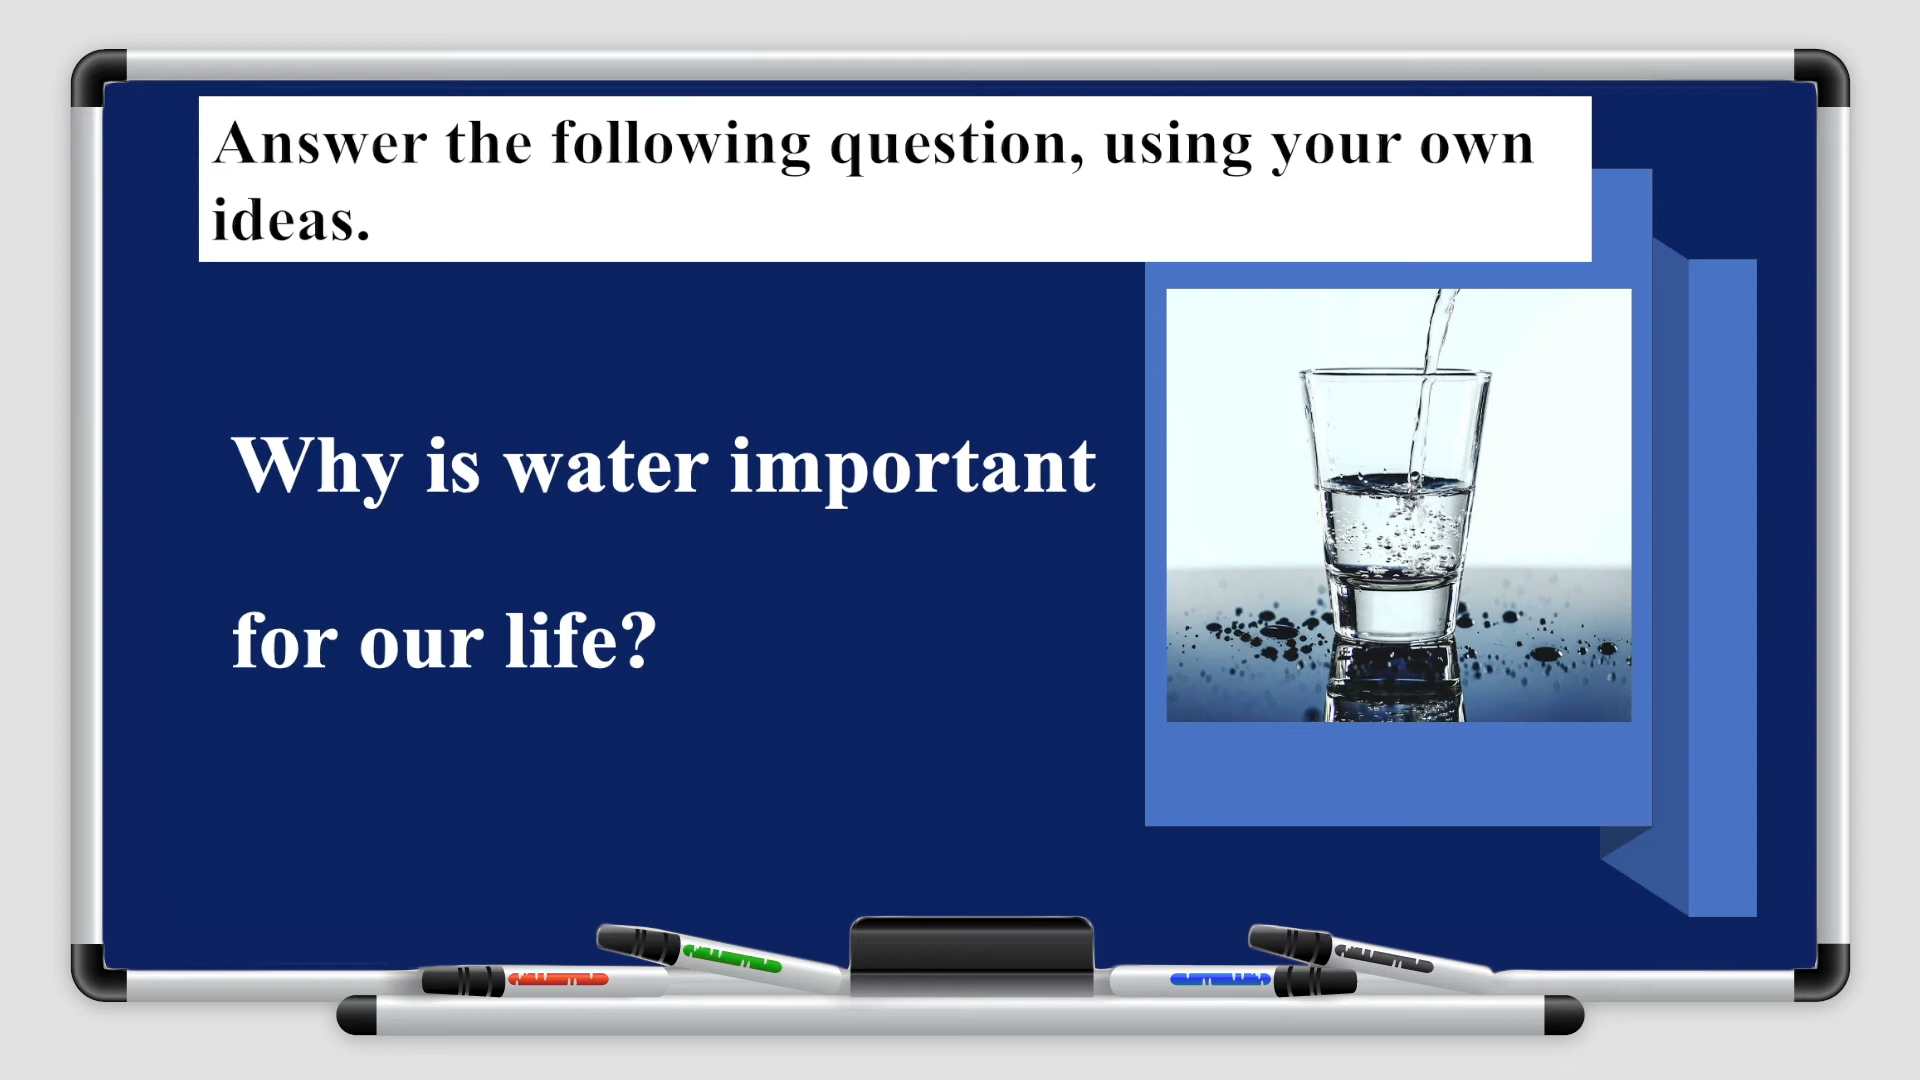 Answer the following question, using your own
ideas.
Why is water important
for our life?